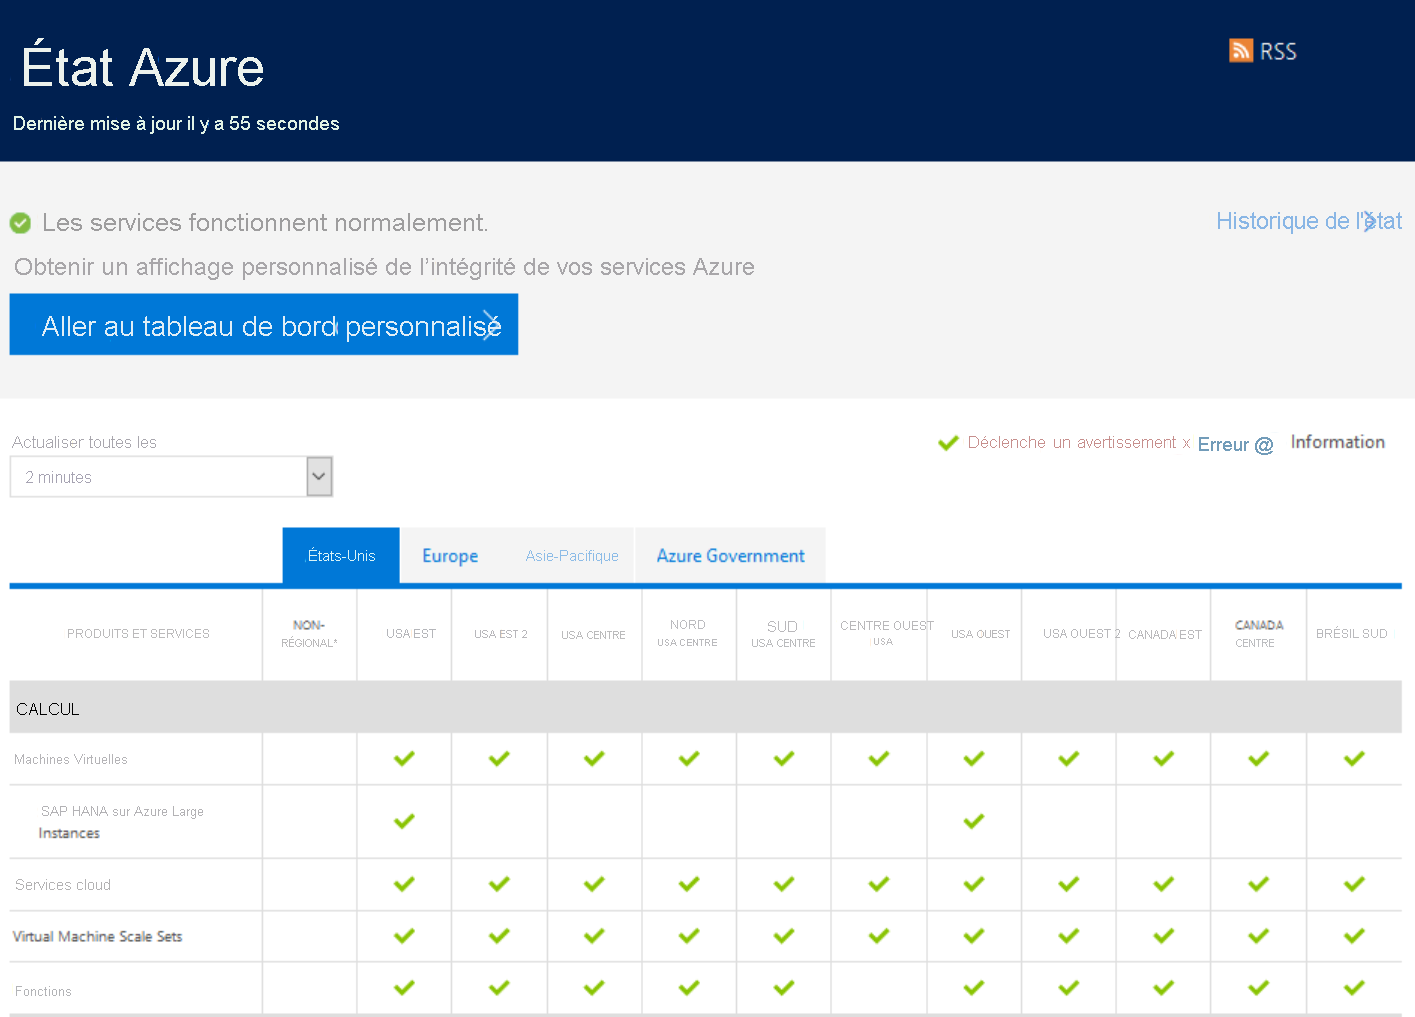 État Azure
RSS
Dernière mise à jour il y a 55 secondes
Les services fonctionnent normalement.
Historique de l'état
Obtenir un affichage personnalisé de l’intégrité de vos services Azure
Aller au tableau de bord personnalisé
Actualiser toutes les
Déclenche un avertissement x Erreur @ Information
2 minutes
États-Unis Europe Asie-Pacifique Azure Government
PRODUITS ET SERVICES
NON-
RÉGIONAL*
USA EST
USA EST 2
USA CENTRE
NORD
USA CENTRE
SUD
USA CENTRE
CENTRE OUEST
USA
USA OUEST
USA OUEST 2
CANADA EST
CANADA
CENTRE
BRÉSIL SUD
CALCUL
Machines Virtuelles
SAP HANA sur Azure Large
Instances
Services cloud
Virtual Machine Scale Sets
Fonctions